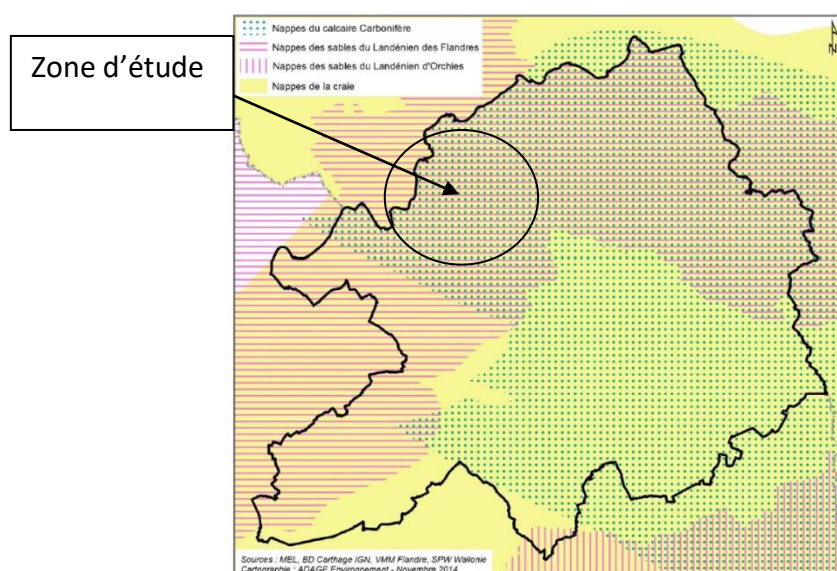 Zone d'étude
Nappes du calcaire Carbonifère
Nappes des sables du Landénien des Flandres
Nappes des sables du Landénien d'Orchies
Nappes de la craie
N
Sources : MEL, BD Carthage IGN, VMM Flandre, SPW Wallonie
Cartographie : ADAGE Environnement - Novembre 2014